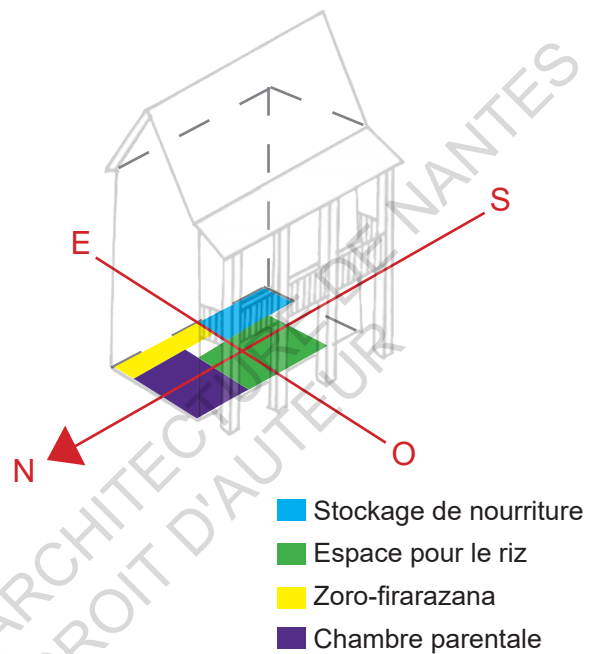 E
S
N
O
Stockage de nourriture
Espace pour le riz
Zoro-firarazana
Chambre parentale
ARCHITECTURE DE NANTES
DROIT D'AUTEUR